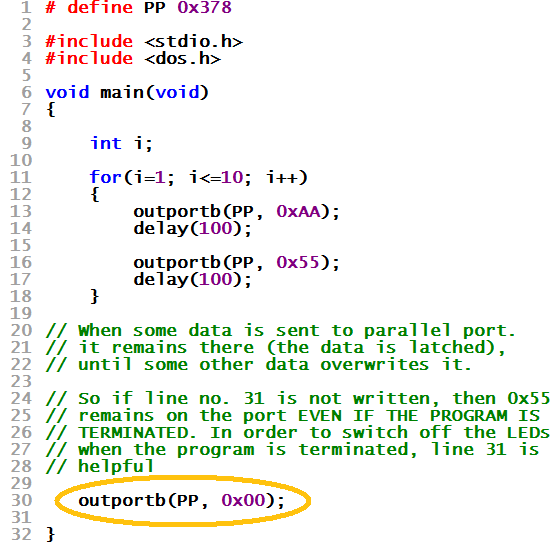 1 # define PP 0x378
2
3 #include <stdio.h>
4 #include <dos.h>
5
6 void main(void)
7 {
8
9     int i;
10
11     for(i=1; i<=10; i++)
12     {
13         outportb(PP, 0xAA);
14         delay(100);
15
16         outportb(PP, 0x55);
17         delay(100);
18     }
19
20 // When some data is sent to parallel port.
21 // it remains there (the data is latched),
22 // until some other data overwrites it.
23
24 // So if line no. 31 is not written, then 0x55
25 // remains on the port EVEN IF THE PROGRAM IS
26 // TERMINATED. In order to switch off the LEDs
27 // when the program is terminated, line 31 is
28 // helpful
29
30    outportb(PP, 0x00);
31
32 }